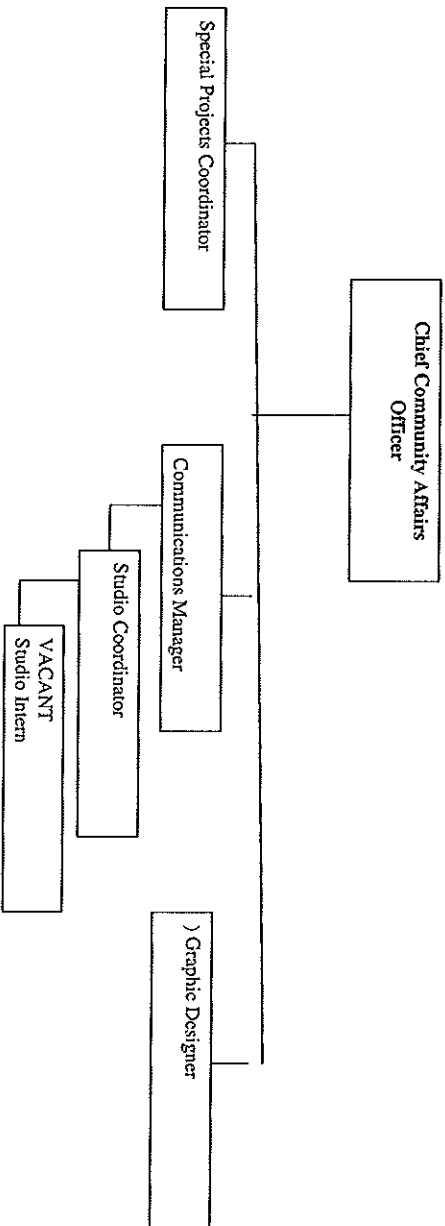 Chief Community Affairs
Officer
Special Projects Coordinator
Communications Manager
Studio Coordinator
VACANT
Studio Intern
) Graphic Designer